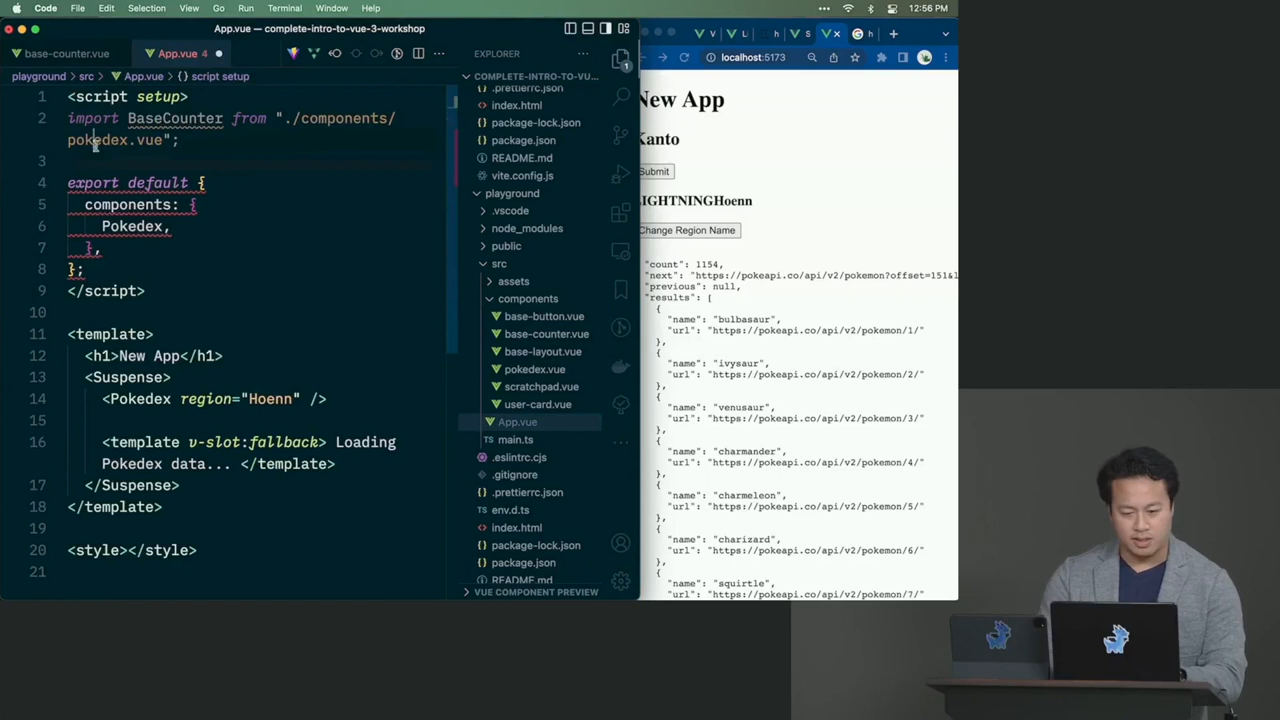 Code File Edit Selection View Go Run Terminal Window Help 12:56 PM
App.vue — complete-intro-to-vue-3-workshop
base-counter.vue App.vue 4
playground > src > App.vue > {} script setup
1 <script setup>
2 import BaseCounter from "./components/
pokedex.vue";
3
4 export default {
5 components: {
6 Pokedex,
7 },
8 };
9 </script>
10
11 <template>
12 <h1>New App</h1>
13 <Suspense>
14 <Pokedex region="Hoenn" />
15
16 <template v-slot:fallback> Loading
Pokedex data... </template>
17 </Suspense>
18 </template>
19
20 <style></style>
21
EXPLORER
COMPLETE-INTRO-TO-VU...
.prettierrc.json
index.html
package-lock.json
package.json
README.md
vite.config.js
playground
.vscode
node_modules
public
src
assets
components
base-button.vue
base-counter.vue
base-layout.vue
pokedex.vue
scratchpad.vue
user-card.vue
App.vue
main.ts
.eslintrc.cjs
.gitignore
.prettierrc.json
env.d.ts
index.html
package-lock.json
package.json
README.md
VUE COMPONENT PREVIEW
1
localhost:5173
New App
Kanto
Submit
LIGHTNINGHoenn
Change Region Name
"count": 1154,
"next": "https://pokeapi.co/api/v2/pokemon?offset=151&l
"previous": null,
"results": [
{
"name": "bulbasaur",
"url": "https://pokeapi.co/api/v2/pokemon/1/"
},
{
"name": "ivysaur",
"url": "https://pokeapi.co/api/v2/pokemon/2/"
},
{
"name": "venusaur",
"url": "https://pokeapi.co/api/v2/pokemon/3/"
},
{
"name": "charmander",
"url": "https://pokeapi.co/api/v2/pokemon/4/"
},
{
"name": "charmeleon",
"url": "https://pokeapi.co/api/v2/pokemon/5/"
},
{
"name": "charizard",
"url": "https://pokeapi.co/api/v2/pokemon/6/"
},
{
"name": "squirtle",
"url": "https://pokeapi.co/api/v2/pokemon/7/"